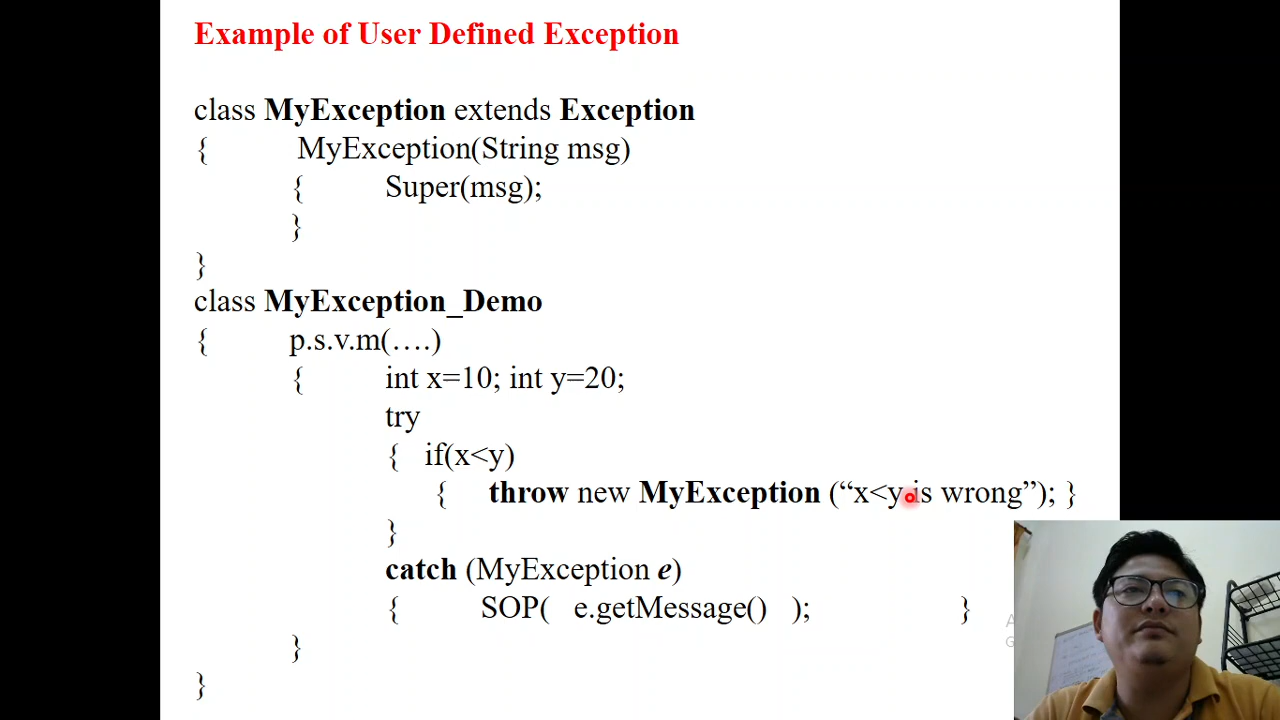 Example of User Defined Exception
class MyException extends Exception
{ MyException(String msg)
{ Super(msg);
}
}
class MyException_Demo
{ p.s.v.m(….)
{ int x=10; int y=20;
try
{ if(x<y)
{ throw new MyException (“x<y is wrong”); }
}
catch (MyException e)
{ SOP( e.getMessage() ); }
}
}